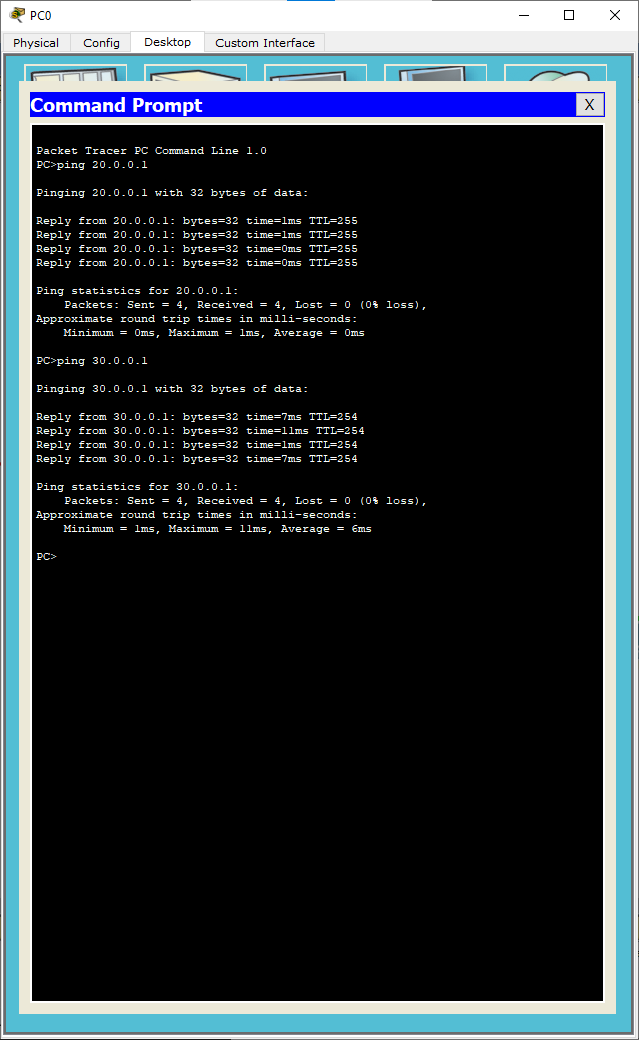 PC0
Physical Config Desktop Custom Interface
Command Prompt X
Packet Tracer PC Command Line 1.0
PC>ping 20.0.0.1
Pinging 20.0.0.1 with 32 bytes of data:
Reply from 20.0.0.1: bytes=32 time=1ms TTL=255
Reply from 20.0.0.1: bytes=32 time=1ms TTL=255
Reply from 20.0.0.1: bytes=32 time=0ms TTL=255
Reply from 20.0.0.1: bytes=32 time=0ms TTL=255
Ping statistics for 20.0.0.1:
    Packets: Sent = 4, Received = 4, Lost = 0 (0% loss),
Approximate round trip times in milli-seconds:
    Minimum = 0ms, Maximum = 1ms, Average = 0ms
PC>ping 30.0.0.1
Pinging 30.0.0.1 with 32 bytes of data:
Reply from 30.0.0.1: bytes=32 time=7ms TTL=254
Reply from 30.0.0.1: bytes=32 time=11ms TTL=254
Reply from 30.0.0.1: bytes=32 time=1ms TTL=254
Reply from 30.0.0.1: bytes=32 time=7ms TTL=254
Ping statistics for 30.0.0.1:
    Packets: Sent = 4, Received = 4, Lost = 0 (0% loss),
Approximate round trip times in milli-seconds:
    Minimum = 1ms, Maximum = 11ms, Average = 6ms
PC>